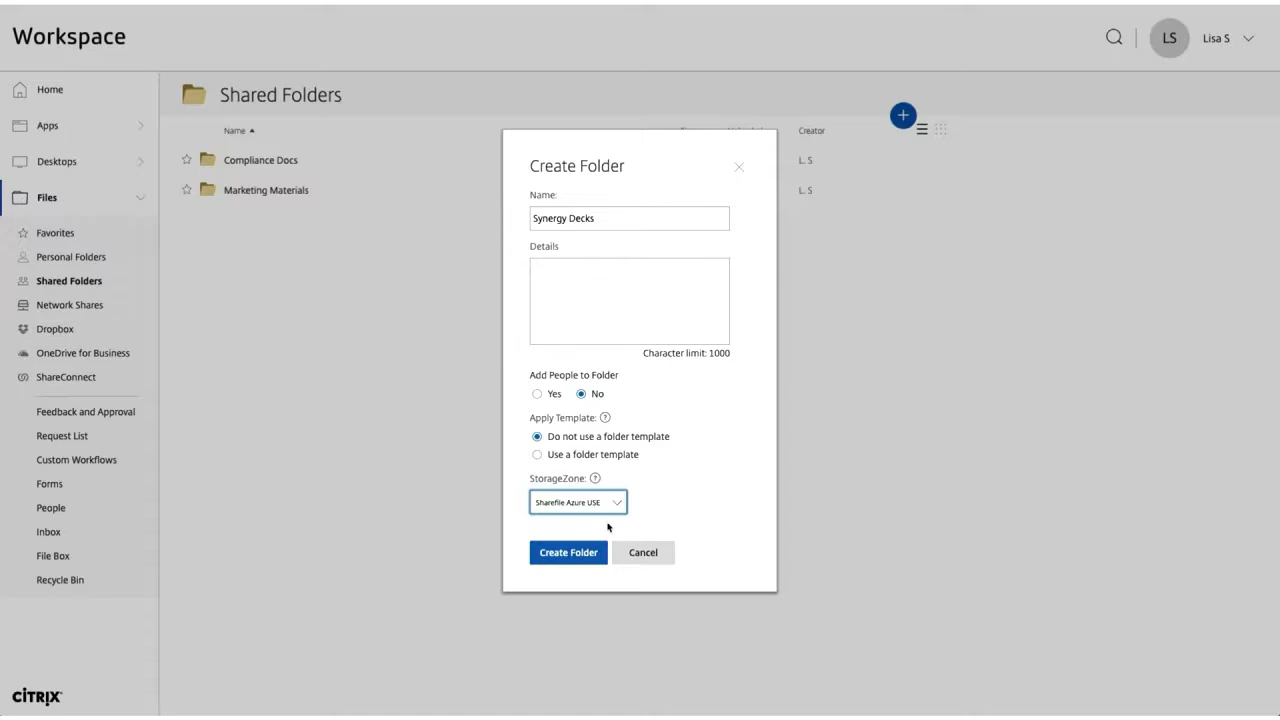 Workspace
LS
Lisa S
Home
Apps
Desktops
Files
Favorites
Personal Folders
Shared Folders
Network Shares
Dropbox
OneDrive for Business
ShareConnect
Feedback and Approval
Request List
Custom Workflows
Forms
People
Inbox
File Box
Recycle Bin
CİTRIX
Shared Folders
Name
Creator
Compliance Docs
L. S
Marketing Materials
L. S
Create Folder
Name:
Synergy Decks
Details
Character limit: 1000
Add People to Folder
Yes No
Apply Template: ?
Do not use a folder template
Use a folder template
StorageZone: ?
Sharefile Azure USE
Create Folder Cancel